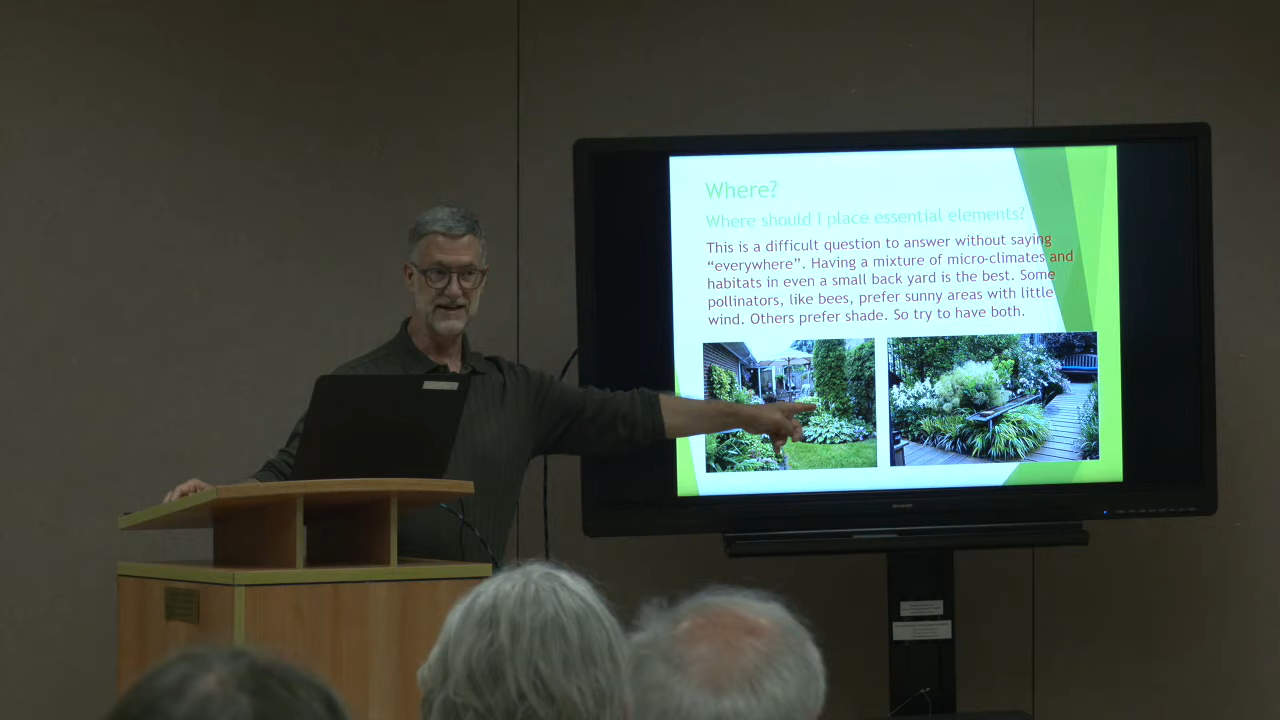 Where?
Where should I place essential elements?
This is a difficult question to answer without saying
“everywhere”. Having a mixture of micro-climates and
habitats in even a small back yard is the best. Some
pollinators, like bees, prefer sunny areas with little
wind. Others prefer shade. So try to have both.
SHARP